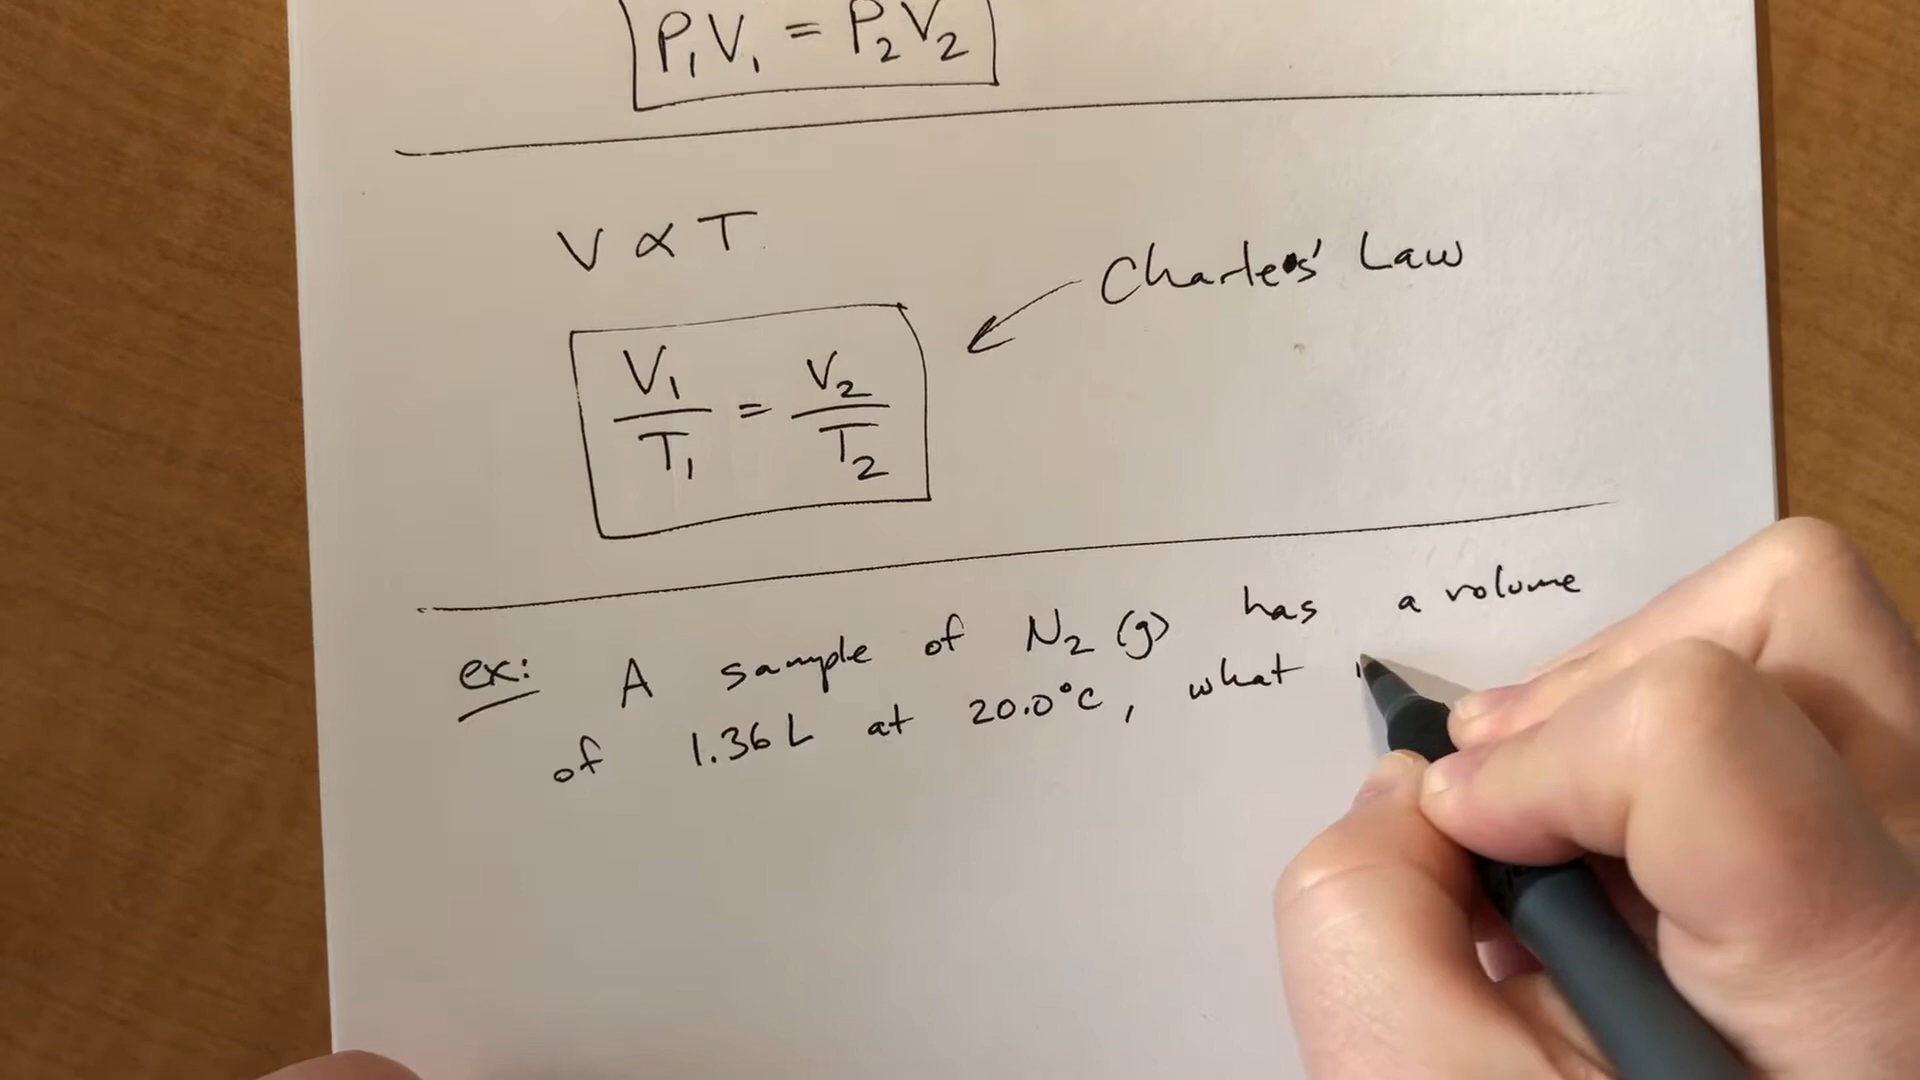 P₁V₁ = P₂V₂
V ∝ T
Charles' Law
V₁/T₁ = V₂/T₂
ex: A sample of N₂ (g) has a volume
of 1.36 L at 20.0°C, what